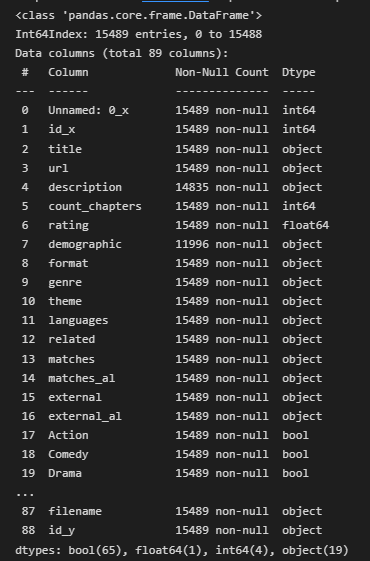 <class 'pandas.core.frame.DataFrame'>
Int64Index: 15489 entries, 0 to 15488
Data columns (total 89 columns):
 #   Column             Non-Null Count  Dtype
---  ------             --------------  -----
 0   Unnamed: 0_x       15489 non-null  int64
 1   id_x               15489 non-null  int64
 2   title              15489 non-null  object
 3   url                15489 non-null  object
 4   description        14835 non-null  object
 5   count_chapters     15489 non-null  int64
 6   rating             15489 non-null  float64
 7   demographic        11996 non-null  object
 8   format             15489 non-null  object
 9   genre              15489 non-null  object
 10  theme              15489 non-null  object
 11  languages          15489 non-null  object
 12  related            15489 non-null  object
 13  matches            15489 non-null  object
 14  matches_al         15489 non-null  object
 15  external           15489 non-null  object
 16  external_al        15489 non-null  object
 17  Action             15489 non-null  bool
 18  Comedy             15489 non-null  bool
 19  Drama              15489 non-null  bool
...
 87  filename           15489 non-null  object
 88  id_y               15489 non-null  object
dtypes: bool(65), float64(1), int64(4), object(19)